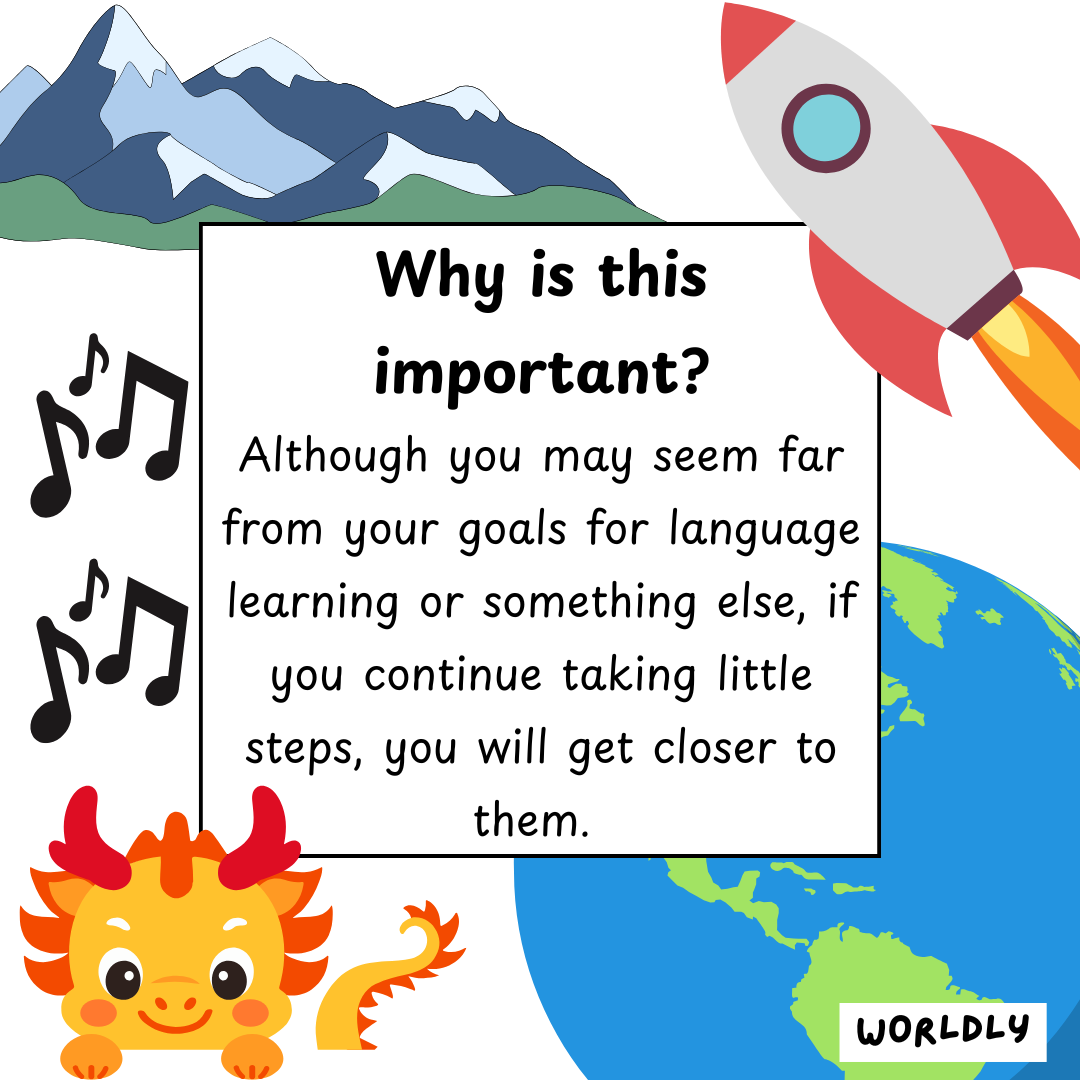 Why is this
important?
Although you may seem far
from your goals for language
learning or something else, if
you continue taking little
steps, you will get closer to
them.
WORLDLY